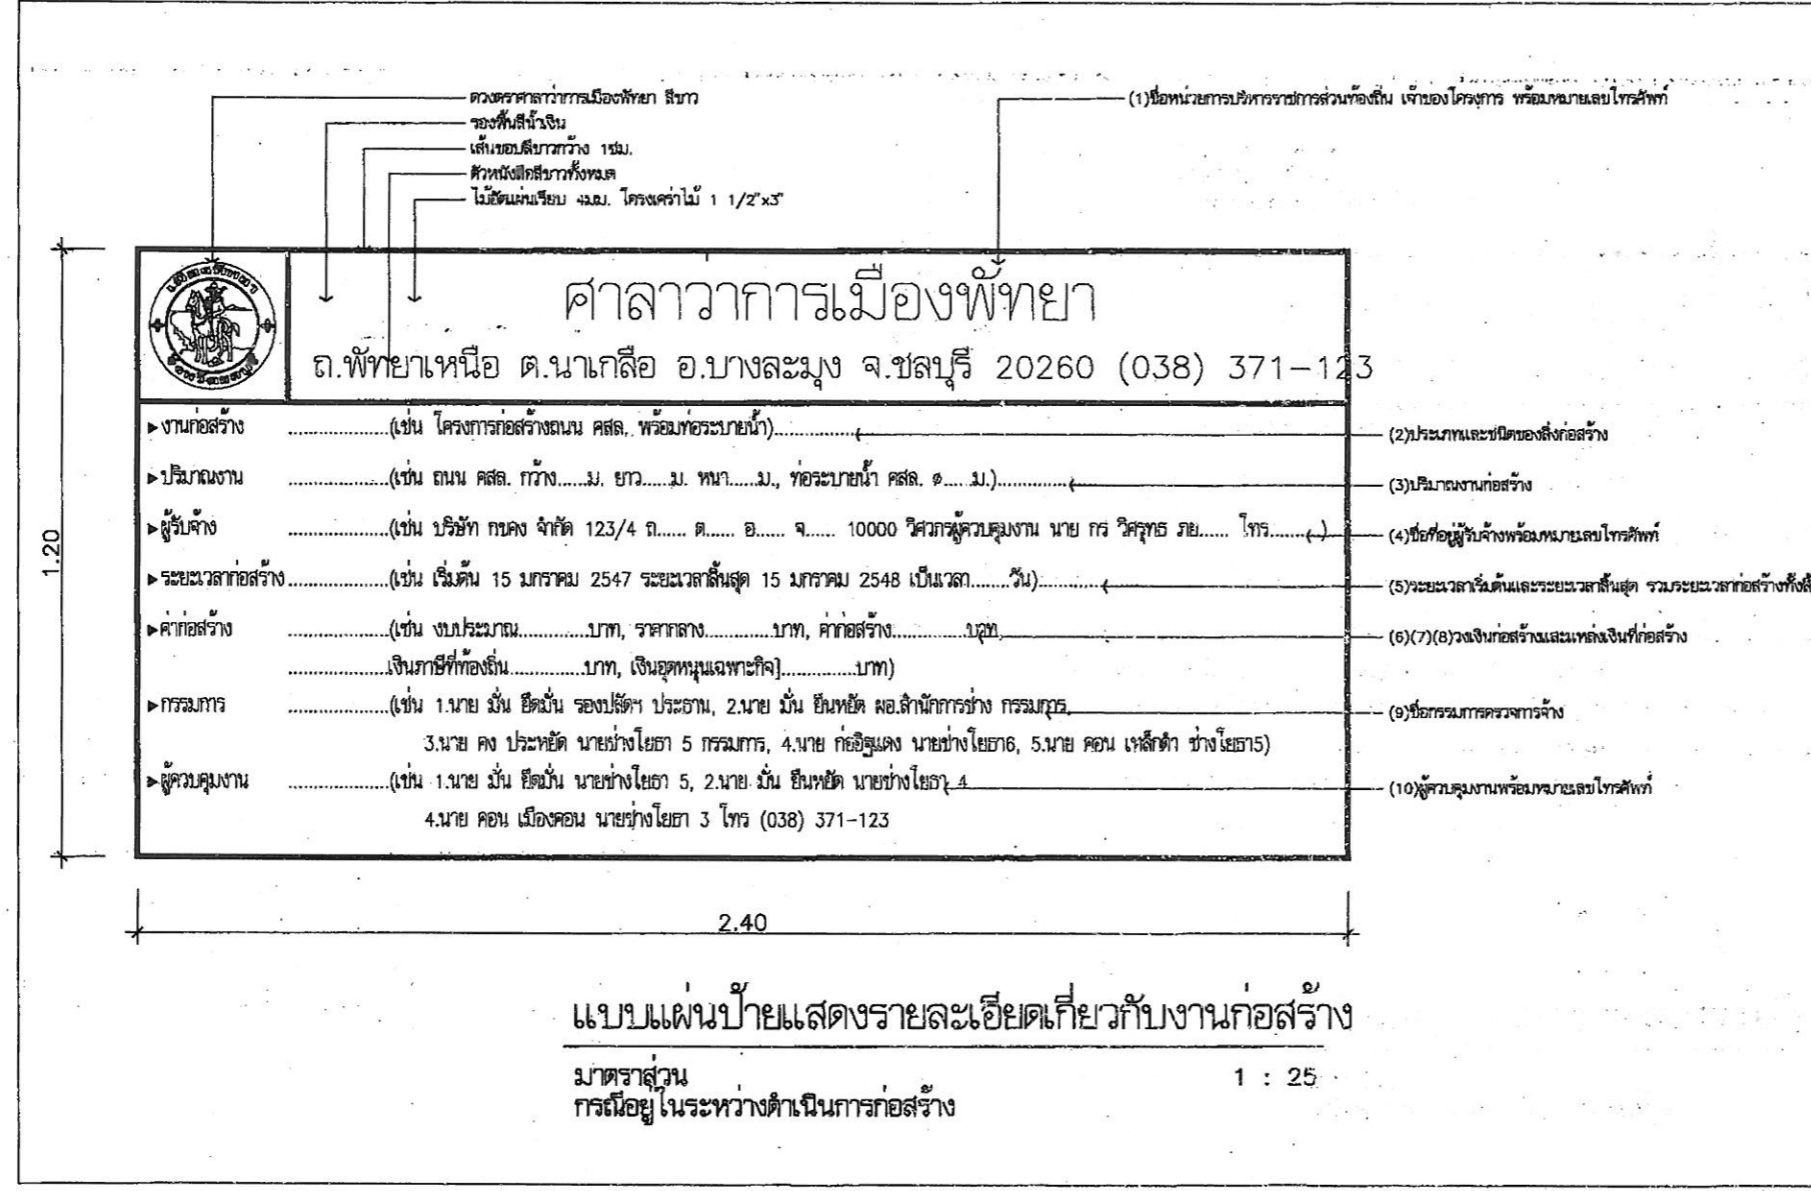 ดวงตราศาลาว่าการเมืองพัทยา สีขาว
รองพื้นสีน้ำเงิน
เส้นขอบสีขาวกว้าง 1ซม.
ตัวหนังสือสีขาวทั้งหมด
ไม้อัดแผ่นเรียบ 4มม. โครงเคร่าไม้ 1 1/2"x3"
(1)ชื่อหน่วยการบริหารราชการส่วนท้องถิ่น เจ้าของโครงการ พร้อมหมายเลขโทรศัพท์
ศาลาวาการเมืองพัทยา
ถ.พัทยาเหนือ ต.นาเกลือ อ.บางละมุง จ.ชลบุรี 20260 (038) 371-123
▸งานก่อสร้าง ..................(เช่น โครงการก่อสร้างถนน คสล. พร้อมท่อระบายน้ำ)...............
(2)ประเภทและชนิดของสิ่งก่อสร้าง
▸ปริมาณงาน ..................(เช่น ถนน คสล. กว้าง......ม. ยาว......ม. หนา......ม., ท่อระบายน้ำ คสล. ø......ม.).............
(3)ปริมาณงานก่อสร้าง
▸ผู้รับจ้าง ..................(เช่น บริษัท กขคง จำกัด 123/4 ถ...... ต...... อ...... จ...... 10000 วิศวกรผู้ควบคุมงาน นาย กร วิศรุทธ ภย...... โทร.........)
(4)ชื่อที่อยู่ผู้รับจ้างพร้อมหมายเลขโทรศัพท์
▸ระยะเวลาก่อสร้าง..................(เช่น เริ่มต้น 15 มกราคม 2547 ระยะเวลาสิ้นสุด 15 มกราคม 2548 เป็นเวลา.......วัน)...........
(5)ระยะเวลาเริ่มต้นและระยะเวลาสิ้นสุด รวมระยะเวลาก่อสร้าง
▸ค่าก่อสร้าง ..................(เช่น งบประมาณ.............บาท, ราคากลาง.............บาท, ค่าก่อสร้าง.............บาท,
(6)(7)(8)วงเงินก่อสร้างและแหล่งเงินที่ก่อสร้าง
..................เงินภาษีที่ท้องถิ่น..............บาท, เงินอุดหนุนเฉพาะกิจ]..............บาท)
▸กรรมการ ..................(เช่น 1.นาย มั่น ยึดมั่น รองปลัดฯ ประธาน, 2.นาย มั่น ยืนหยัด ผอ.สำนักการช่าง กรรมการ,
(9)ชื่อกรรมการตรวจการจ้าง
3.นาย คง ประหยัด นายช่างโยธา 5 กรรมการ, 4.นาย ก่ออิฐแดง นายช่างโยธา6, 5.นาย คอน เหล็กดำ ช่างโยธา5)
▸ผู้ควบคุมงาน ..................(เช่น 1.นาย มั่น ยึดมั่น นายช่างโยธา 5, 2.นาย มั่น ยืนหยัด นายช่างโยธา 4
(10)ผู้ควบคุมงานพร้อมหมายเลขโทรศัพท์
4.นาย คอน เมืองคอน นายช่างโยธา 3 โทร (038) 371-123
1.20
2.40
แบบแผ่นป้ายแสดงรายละเอียดเกี่ยวกับงานก่อสร้าง
มาตราส่วน 1 : 25
กรณีอยู่ในระหว่างดำเนินการก่อสร้าง